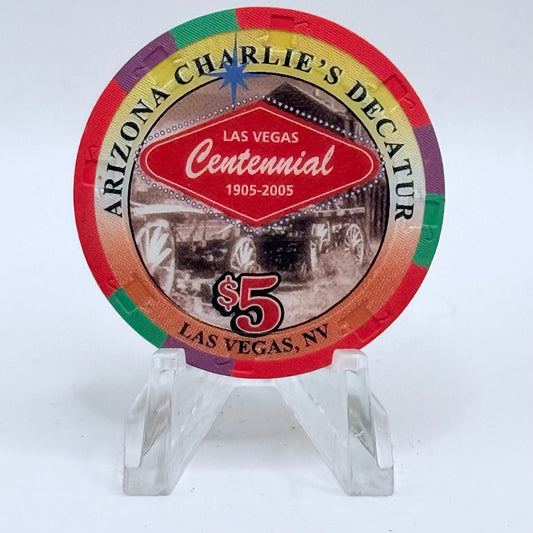 ARIZONA CHARLIE'S DECATUR
LAS VEGAS
Centennial
1905-2005
$5
LAS VEGAS, NV